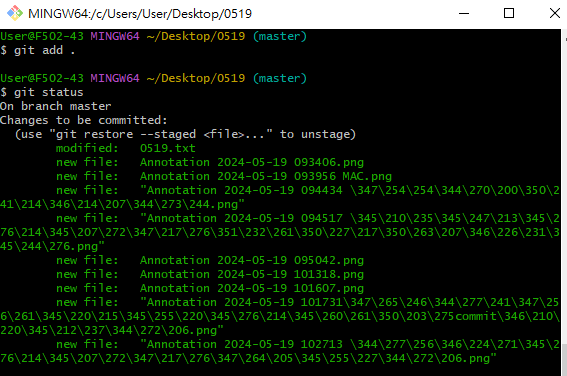 MINGW64:/c/Users/User/Desktop/0519
User@F502-43 MINGW64 ~/Desktop/0519 (master)
$ git add .
User@F502-43 MINGW64 ~/Desktop/0519 (master)
$ git status
On branch master
Changes to be committed:
(use "git restore --staged <file>..." to unstage)
modified: 0519.txt
new file: Annotation 2024-05-19 093406.png
new file: Annotation 2024-05-19 093956 MAC.png
new file: "Annotation 2024-05-19 094434 \347\254\254\344\270\200\350\2
41\214\346\214\207\344\273\244.png"
new file: "Annotation 2024-05-19 094517 \345\210\235\345\247\213\345\2
76\214\345\207\272\347\217\276\351\232\261\350\227\217\350\263\207\346\226\231\3
45\244\276.png"
new file: Annotation 2024-05-19 095042.png
new file: Annotation 2024-05-19 101318.png
new file: Annotation 2024-05-19 101607.png
new file: "Annotation 2024-05-19 101731\347\265\246\344\277\241\347\25
6\261\345\220\215\345\255\220\345\276\214\345\260\261\350\203\275commit\346\210\
220\345\212\237\344\272\206.png"
new file: "Annotation 2024-05-19 102713 \344\277\256\346\224\271\345\2
76\214\345\207\272\347\217\276\347\264\205\345\255\227\344\272\206.png"